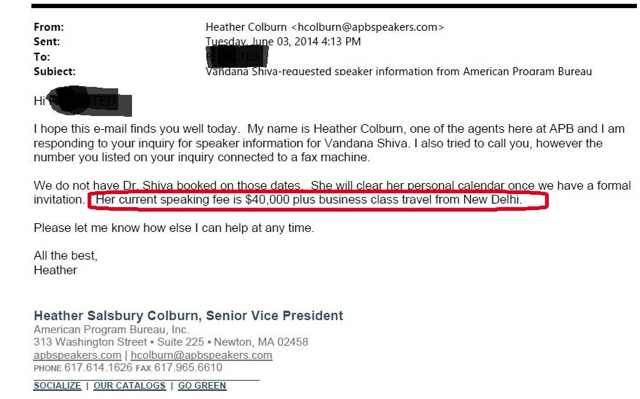 From: Heather Colburn <hcolburn@apbspeakers.com>
Sent: Tuesday, June 03, 2014 4:13 PM
To:
Subject: Vandana Shiva-requested speaker information from American Program Bureau
Hi
I hope this e-mail finds you well today. My name is Heather Colburn, one of the agents here at APB and I am
responding to your inquiry for speaker information for Vandana Shiva. I also tried to call you, however the
number you listed on your inquiry connected to a fax machine.
We do not have Dr. Shiva booked on those dates. She will clear her personal calendar once we have a formal
invitation. Her current speaking fee is $40,000 plus business class travel from New Delhi.
Please let me know how else I can help at any time.
All the best,
Heather
Heather Salsbury Colburn, Senior Vice President
American Program Bureau, Inc.
313 Washington Street • Suite 225 • Newton, MA 02458
apbspeakers.com | hcolburn@apbspeakers.com
PHONE 617.614.1626 FAX 617.965.6610
SOCIALIZE | OUR CATALOGS | GO GREEN